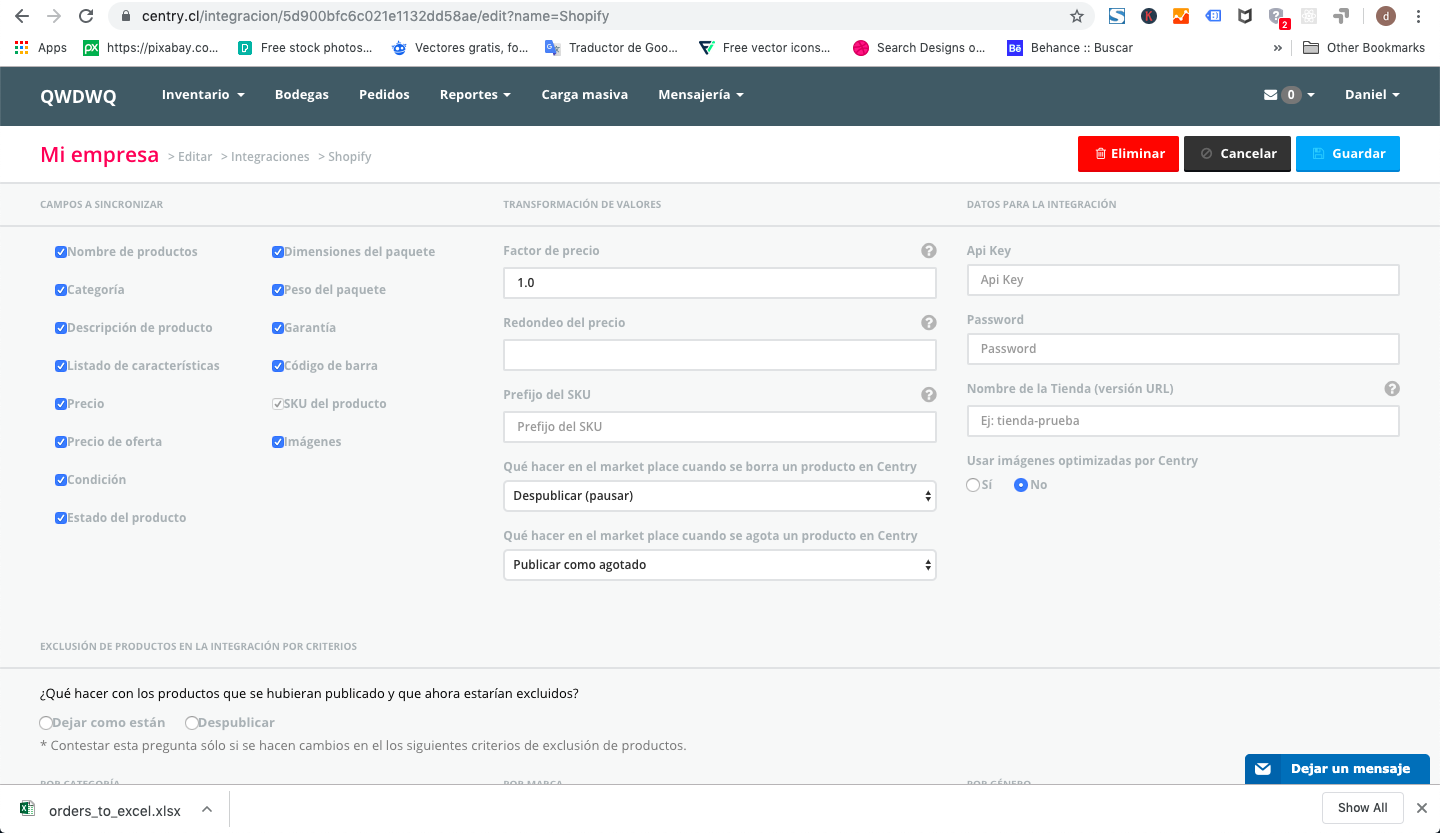 centry.cl/integracion/5d900bfc6c021e1132dd58ae/edit?name=Shopify
2
d
Apps
px
https://pixabay.co...
Free stock photos...
Vectores gratis, fo...
Traductor de Goo...
Free vector icons...
Search Designs o...
Bē
Behance :: Buscar
»
Other Bookmarks
QWDWQ
Inventario
Bodegas
Pedidos
Reportes
Carga masiva
Mensajería
0
Daniel
Mi empresa > Editar > Integraciones > Shopify
Eliminar
Cancelar
Guardar
CAMPOS A SINCRONIZAR
Nombre de productos
Categoría
Descripción de producto
Listado de características
Precio
Precio de oferta
Condición
Estado del producto
Dimensiones del paquete
Peso del paquete
Garantía
Código de barra
SKU del producto
Imágenes
TRANSFORMACIÓN DE VALORES
Factor de precio
?
1.0
Redondeo del precio
?
Prefijo del SKU
?
Prefijo del SKU
Qué hacer en el market place cuando se borra un producto en Centry
Despublicar (pausar)
Qué hacer en el market place cuando se agota un producto en Centry
Publicar como agotado
DATOS PARA LA INTEGRACIÓN
Api Key
Api Key
Password
Password
Nombre de la Tienda (versión URL)
?
Ej: tienda-prueba
Usar imágenes optimizadas por Centry
Sí
No
EXCLUSIÓN DE PRODUCTOS EN LA INTEGRACIÓN POR CRITERIOS
¿Qué hacer con los productos que se hubieran publicado y que ahora estarían excluidos?
Dejar como están
Despublicar
* Contestar esta pregunta sólo si se hacen cambios en el los siguientes criterios de exclusión de productos.
POR CATEGORÍA
POR MARCA
POR GÉNERO
Dejar un mensaje
orders_to_excel.xlsx
Show All